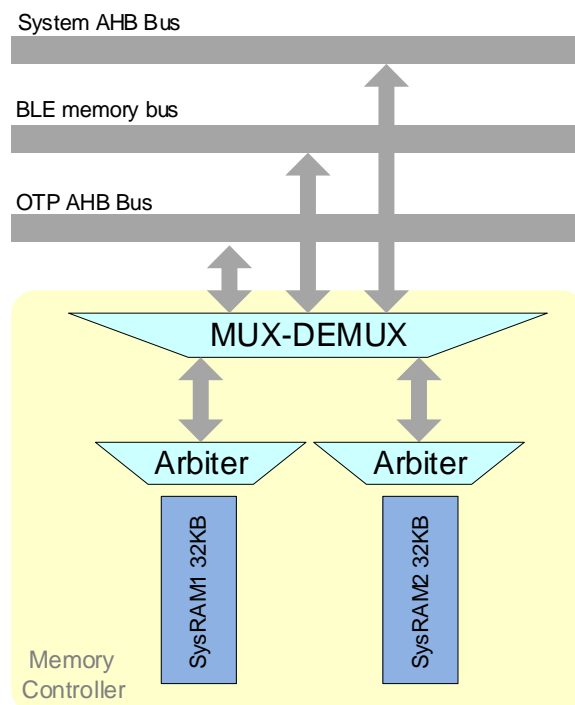 System AHB Bus
BLE memory bus
OTP AHB Bus
MUX-DEMUX
Arbiter
Arbiter
SysRAM1 32KB
SysRAM2 32KB
Memory
Controller